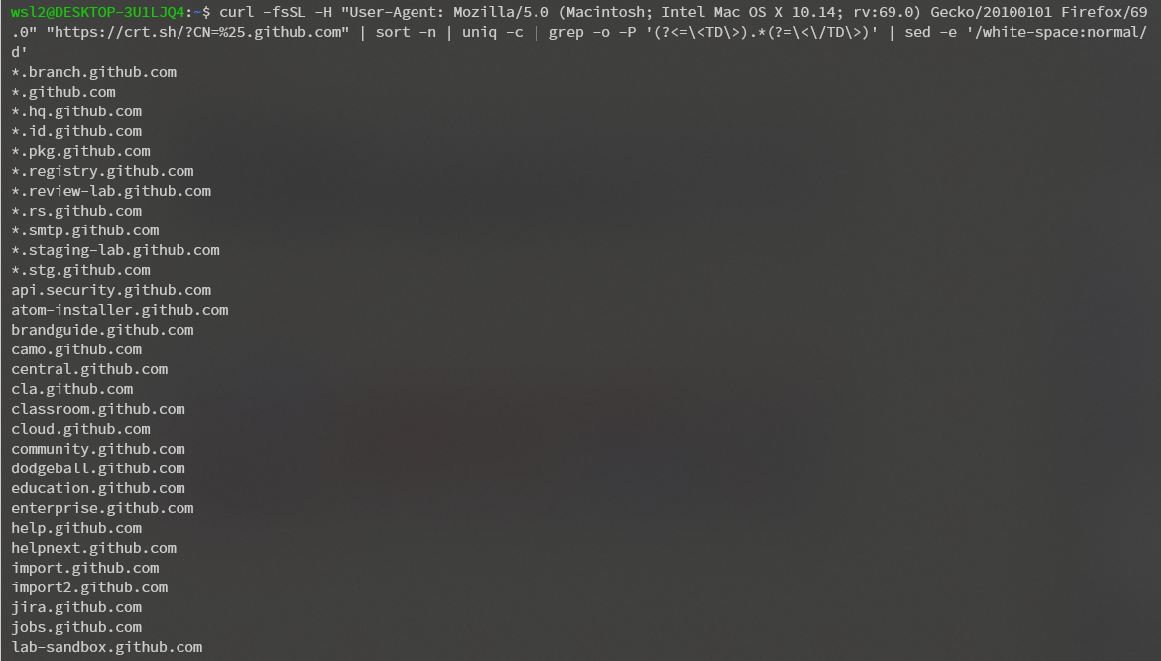 wsl2@DESKTOP-3U1LJQ4:~$ curl -fsSL -H "User-Agent: Mozilla/5.0 (Macintosh; Intel Mac OS X 10.14; rv:69.0) Gecko/20100101 Firefox/69
.0" "https://crt.sh/?CN=%25.github.com" | sort -n | uniq -c | grep -o -P '(?<=\<TD\>).*(?=\<\/TD\>)' | sed -e '/white-space:normal/
d'
*.branch.github.com
*.github.com
*.hq.github.com
*.id.github.com
*.pkg.github.com
*.registry.github.com
*.review-lab.github.com
*.rs.github.com
*.smtp.github.com
*.staging-lab.github.com
*.stg.github.com
api.security.github.com
atom-installer.github.com
brandguide.github.com
camo.github.com
central.github.com
cla.github.com
classroom.github.com
cloud.github.com
community.github.com
dodgeball.github.com
education.github.com
enterprise.github.com
help.github.com
helpnext.github.com
import.github.com
import2.github.com
jira.github.com
jobs.github.com
lab-sandbox.github.com